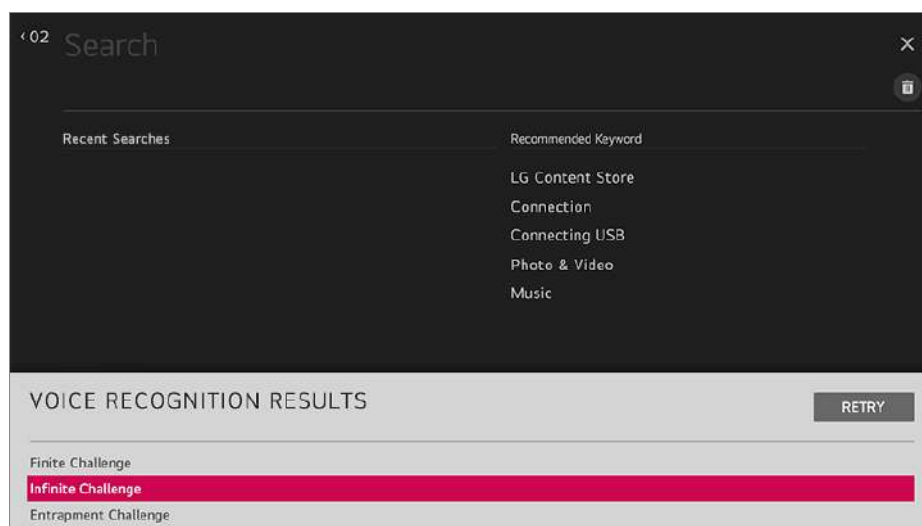 ‹ 02
Search
Recent Searches
Recommended Keyword
LG Content Store
Connection
Connecting USB
Photo & Video
Music
VOICE RECOGNITION RESULTS
RETRY
Finite Challenge
Infinite Challenge
Entrapment Challenge